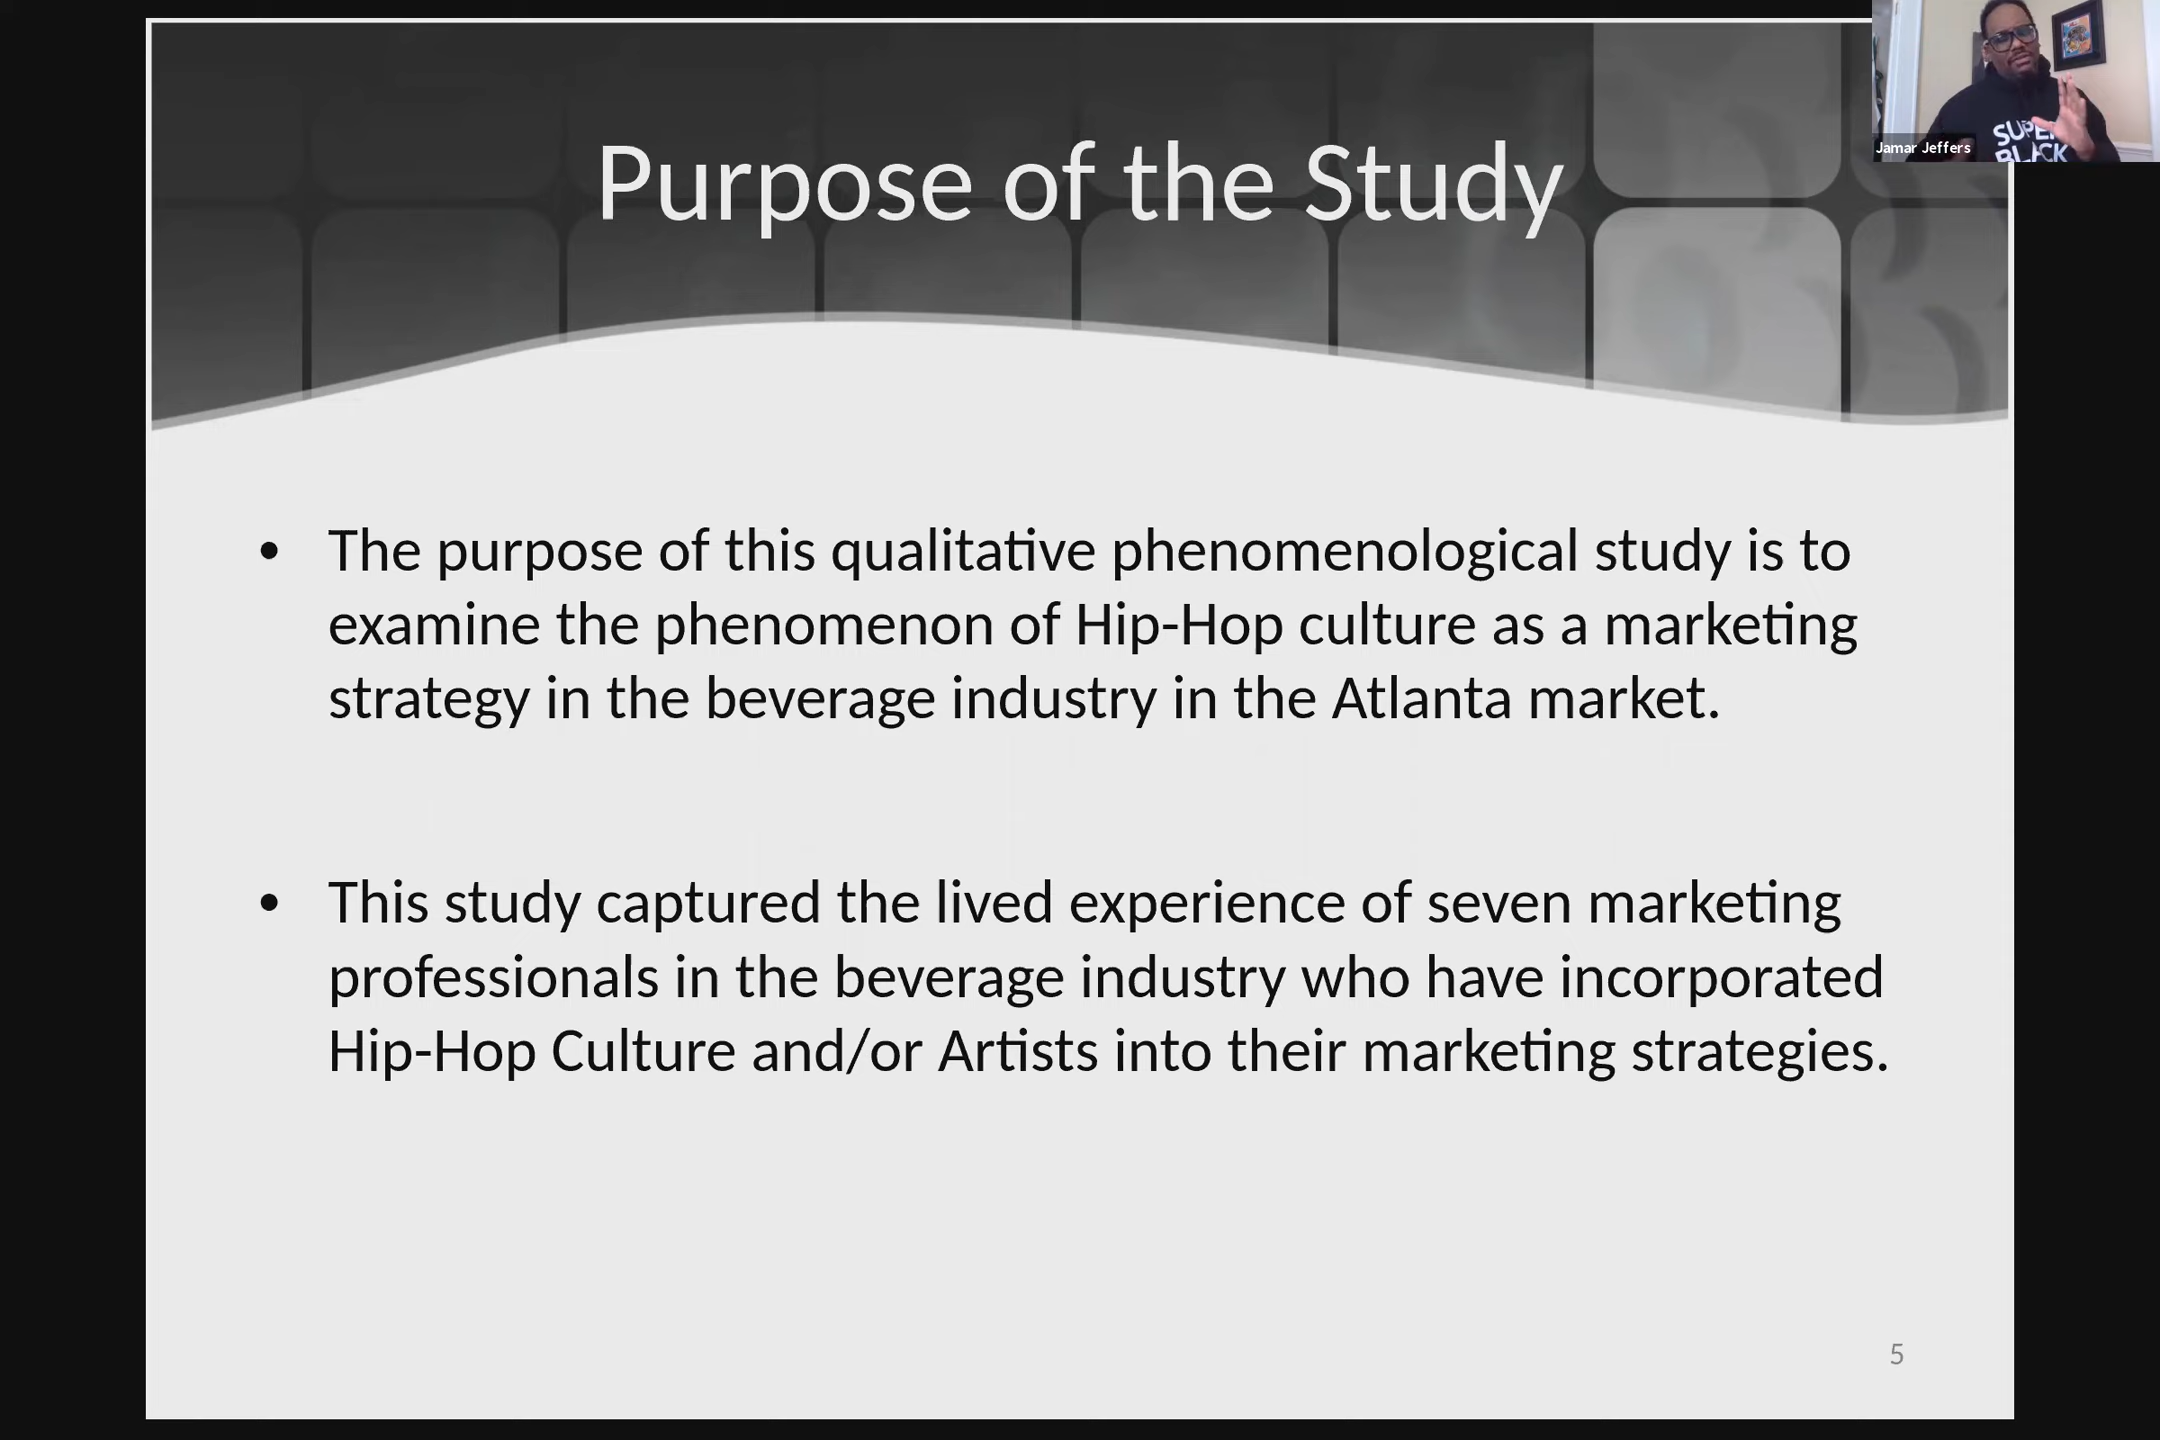 Purpose of the Study
Jamar Jeffers
SUPER
BLACK
• The purpose of this qualitative phenomenological study is to
examine the phenomenon of Hip-Hop culture as a marketing
strategy in the beverage industry in the Atlanta market.
• This study captured the lived experience of seven marketing
professionals in the beverage industry who have incorporated
Hip-Hop Culture and/or Artists into their marketing strategies.
5